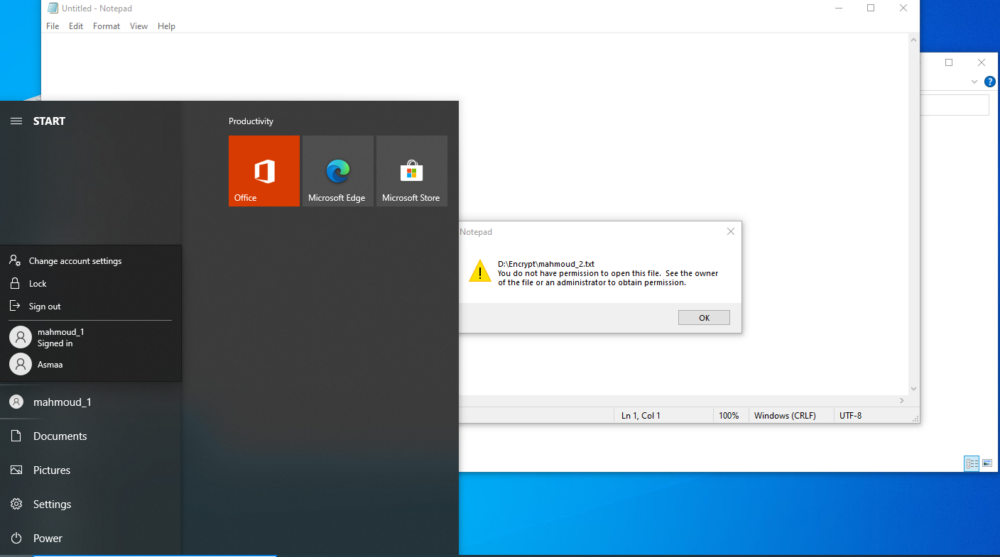 Untitled - Notepad
File Edit Format View Help
START
Productivity
Office
Microsoft Edge
Microsoft Store
Change account settings
Lock
Sign out
mahmoud_1
Signed in
Asmaa
mahmoud_1
Documents
Pictures
Settings
Power
Notepad
D:\Encrypt\mahmoud_2.txt
You do not have permission to open this file.  See the owner
of the file or an administrator to obtain permission.
OK
Ln 1, Col 1
100%
Windows (CRLF)
UTF-8
?